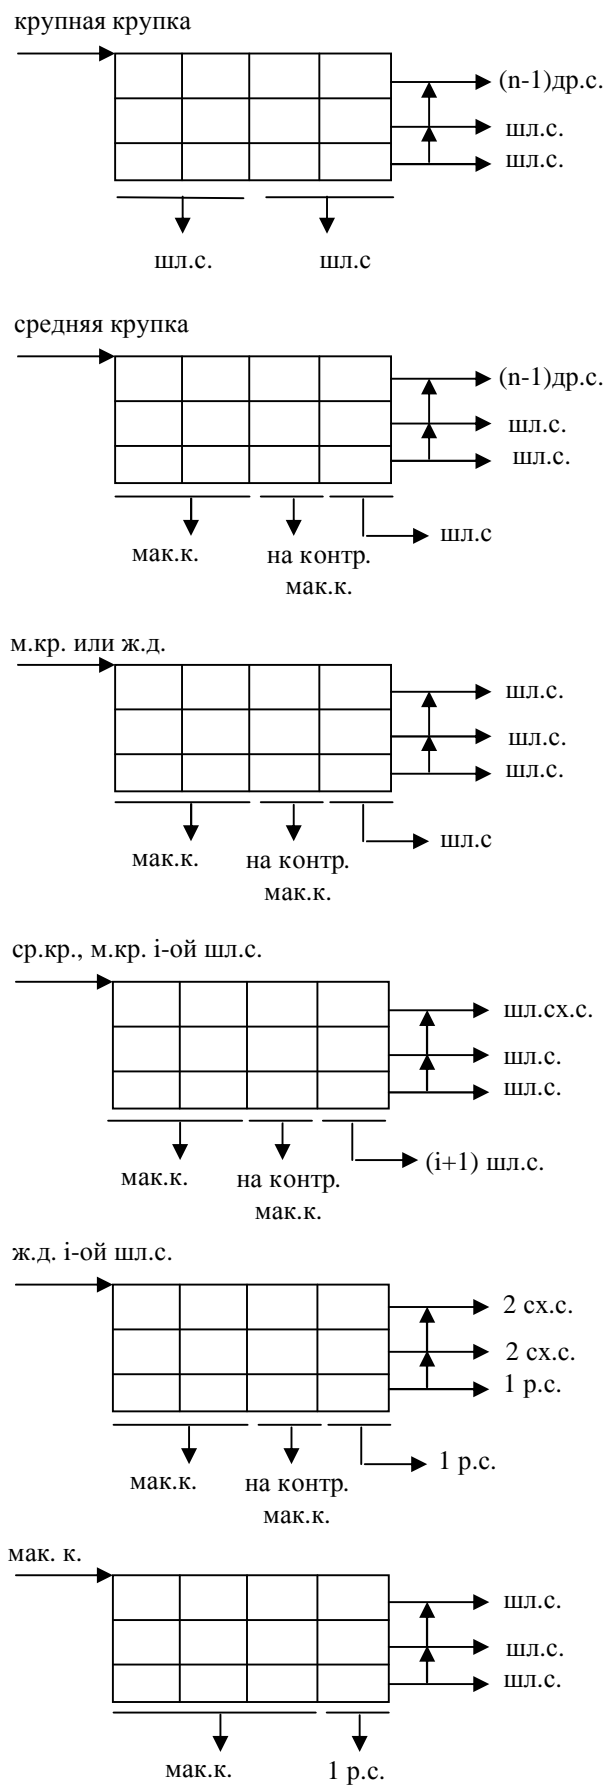 крупная крупка
(n-1)др.с.
шл.с.
шл.с.
шл.с.
шл.с
средняя крупка
(n-1)др.с.
шл.с.
шл.с.
шл.с
мак.к.
на контр.
мак.к.
м.кр. или ж.д.
шл.с.
шл.с.
шл.с.
шл.с
мак.к.
на контр.
мак.к.
ср.кр., м.кр. i-ой шл.с.
шл.сх.с.
шл.с.
шл.с.
(i+1) шл.с.
мак.к.
на контр.
мак.к.
ж.д. i-ой шл.с.
2 сх.с.
2 сх.с.
1 р.с.
1 р.с.
мак.к.
на контр.
мак.к.
мак. к.
шл.с.
шл.с.
шл.с.
мак.к.
1 р.с.